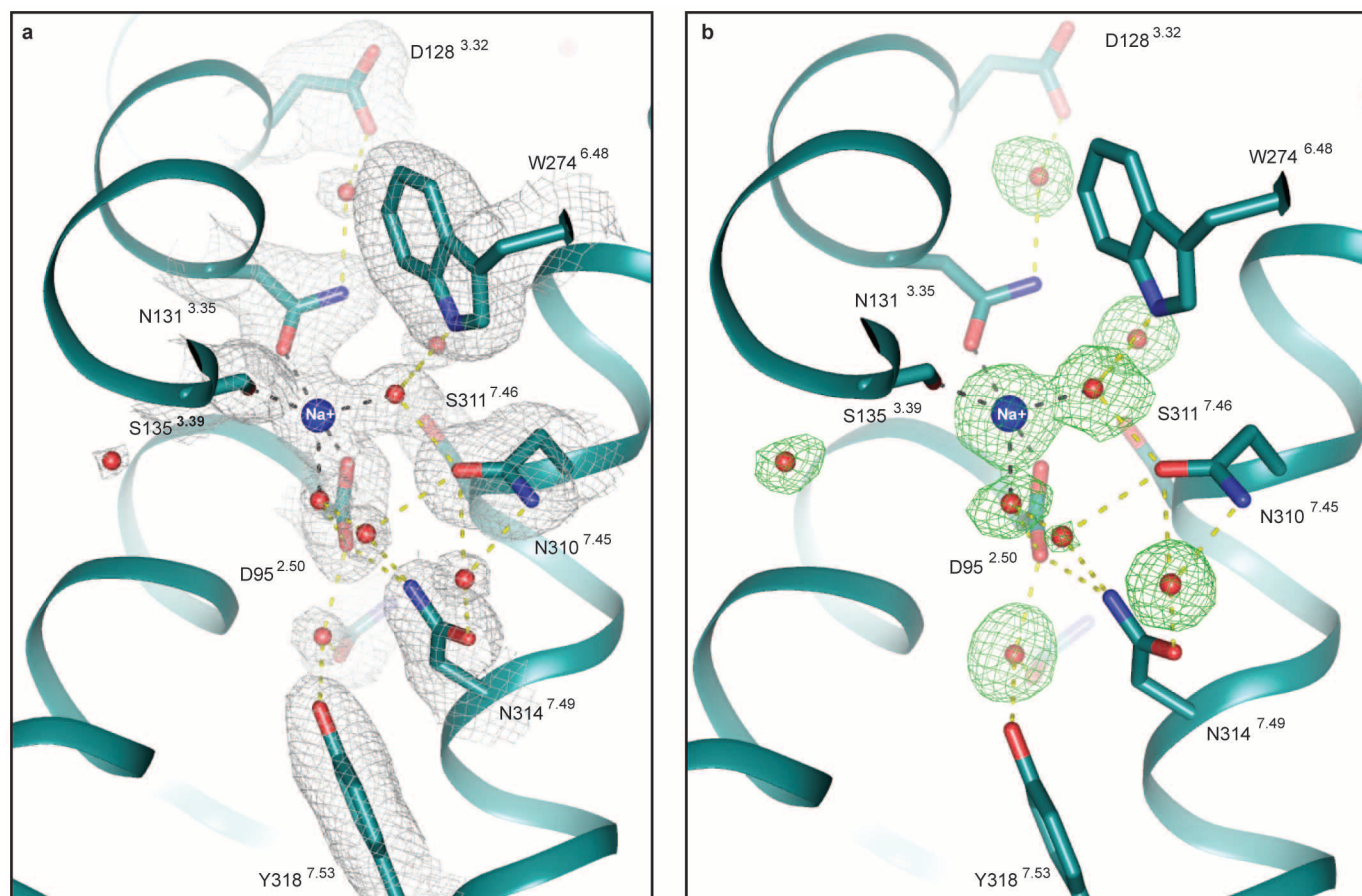 a
D128 3.32
W274 6.48
N131 3.35
S311 7.46
Na+
S135 3.39
N310 7.45
D95 2.50
N314 7.49
Y318 7.53
b
D128 3.32
W274 6.48
N131 3.35
S311 7.46
Na+
S135 3.39
N310 7.45
D95 2.50
N314 7.49
Y318 7.53